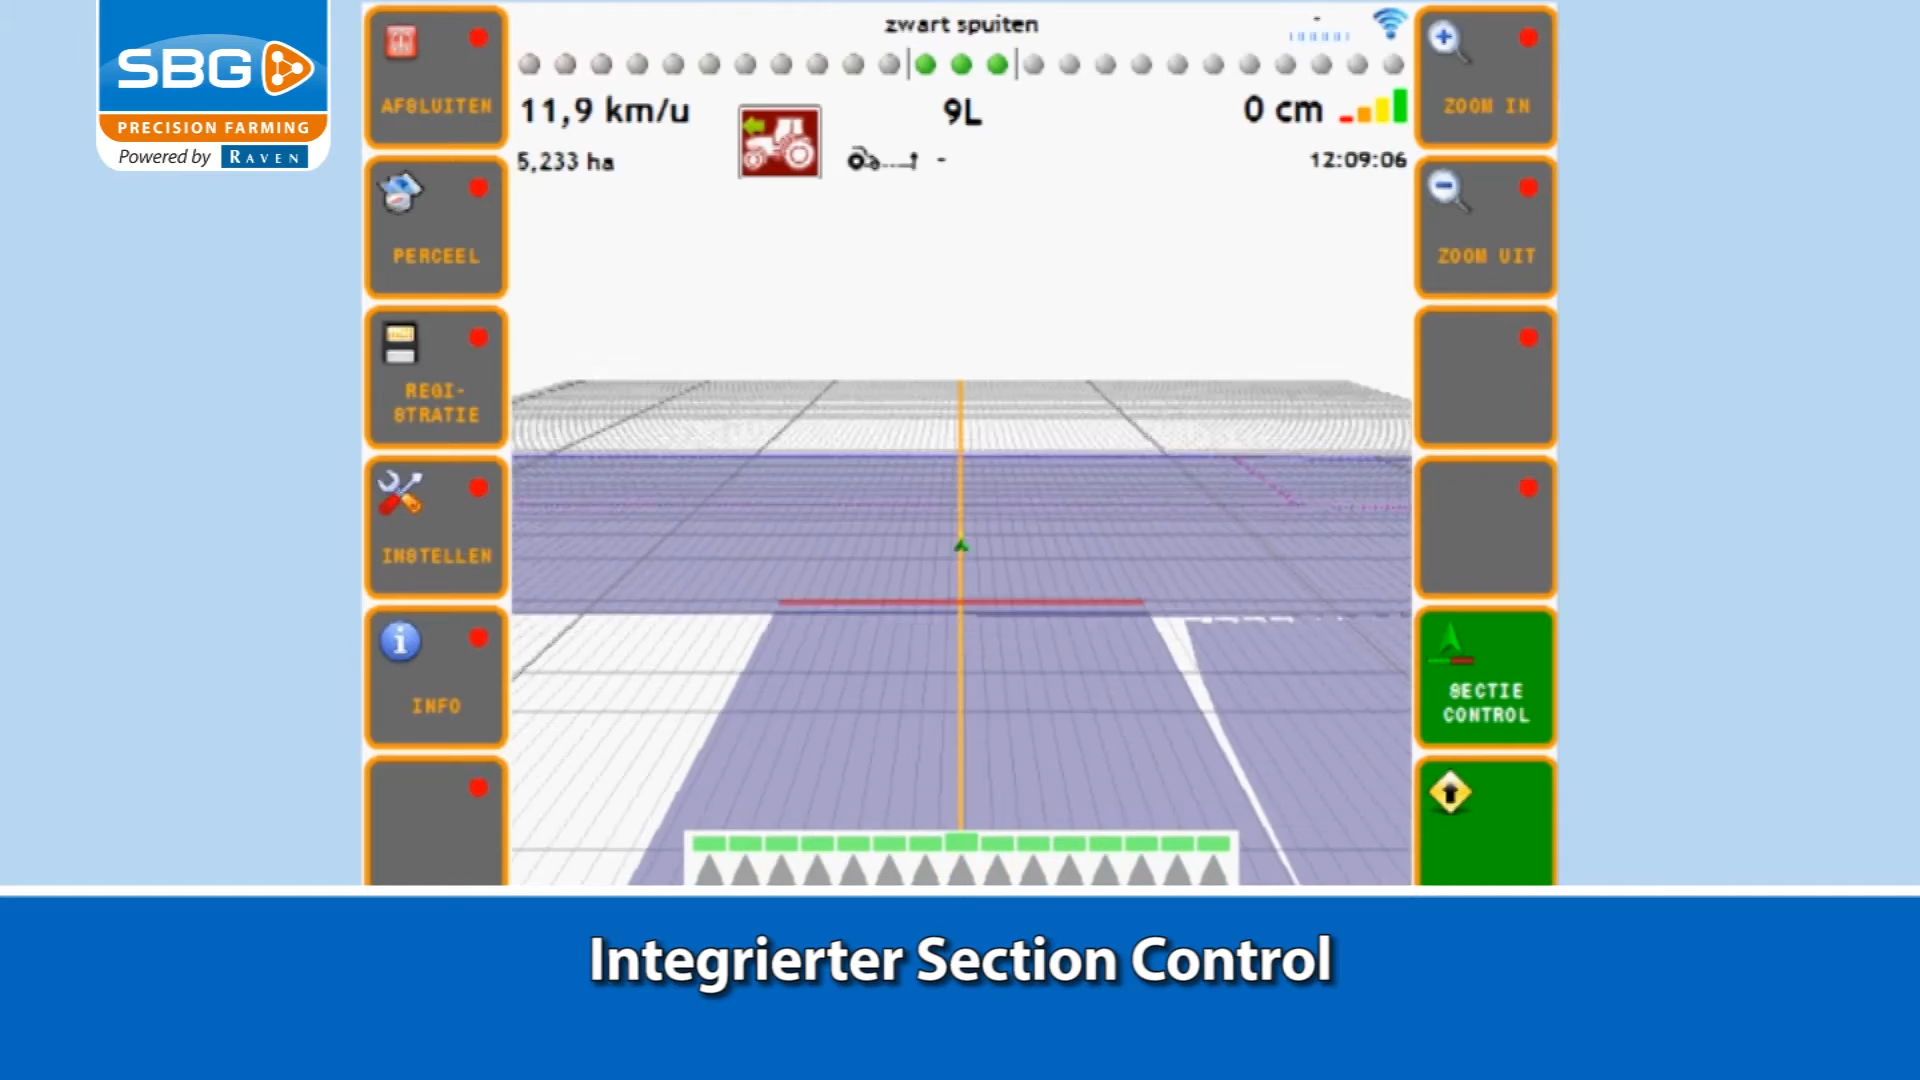 SBG
PRECISION FARMING
Powered by RAVEN
AFSLUITEN
PERCEEL
REGI-
STRATIE
INSTELLEN
INFO
zwart spuiten
11,9 km/u
9L
0 cm
5,233 ha
-
12:09:06
ZOOM IN
ZOOM UIT
SECTIE
CONTROL
Integrierter Section Control